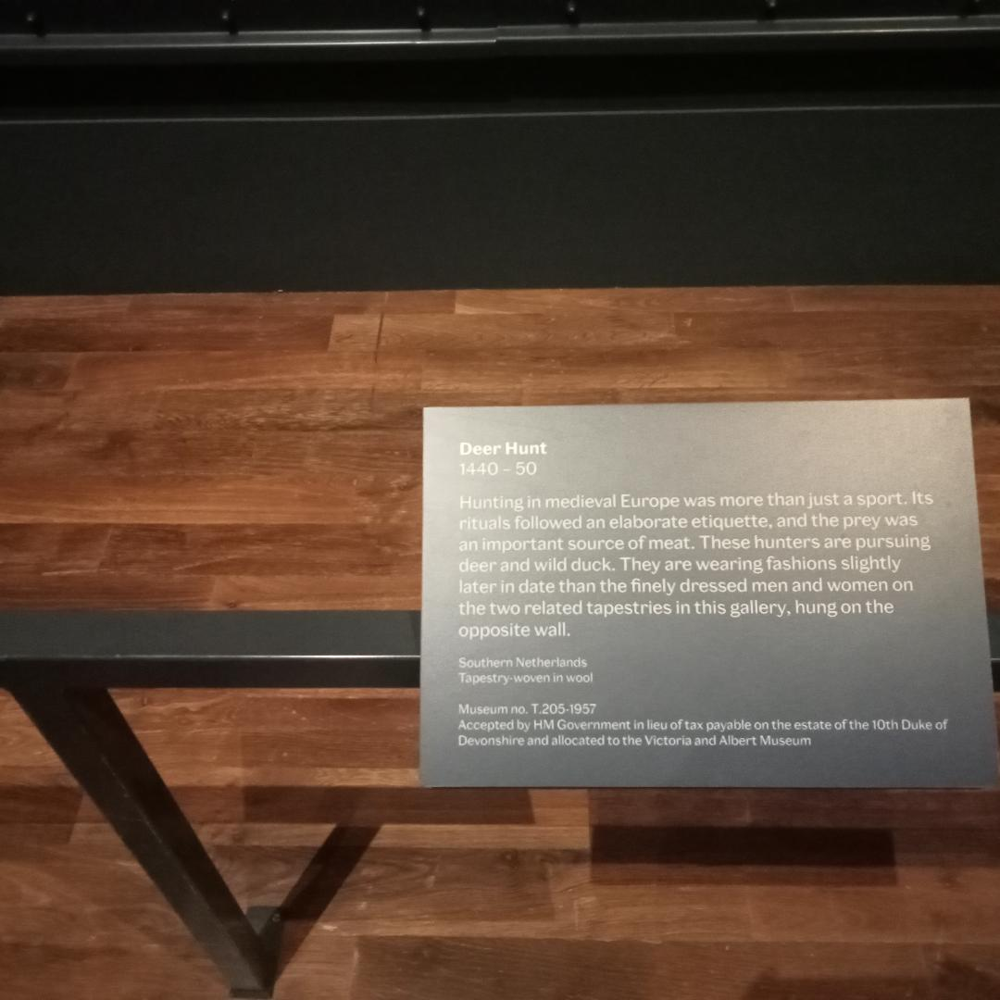 Deer Hunt
1440 – 50
Hunting in medieval Europe was more than just a sport. Its
rituals followed an elaborate etiquette, and the prey was
an important source of meat. These hunters are pursuing
deer and wild duck. They are wearing fashions slightly
later in date than the finely dressed men and women on
the two related tapestries in this gallery, hung on the
opposite wall.
Southern Netherlands
Tapestry-woven in wool
Museum no. T.205-1957
Accepted by HM Government in lieu of tax payable on the estate of the 10th Duke of
Devonshire and allocated to the Victoria and Albert Museum